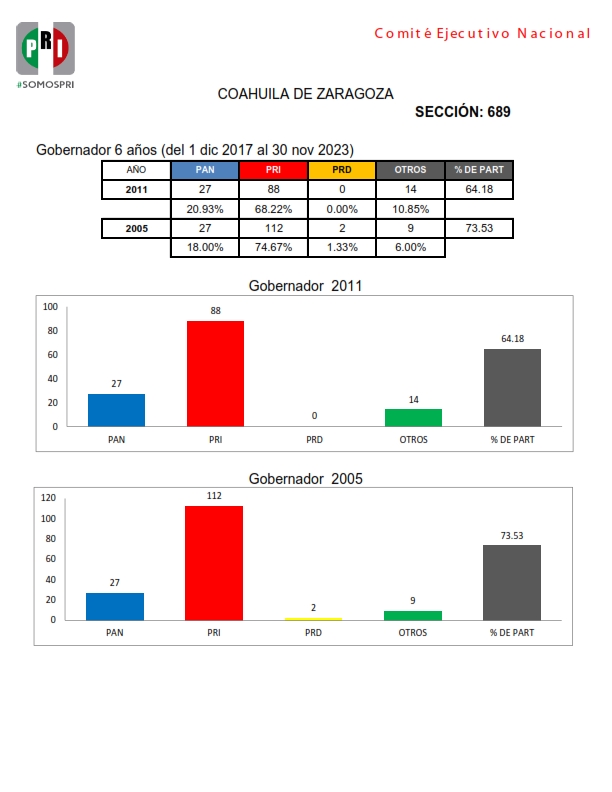 Comité Ejecutivo Nacional
PRI
#SOMOSPRI
COAHUILA DE ZARAGOZA
SECCIÓN: 689
Gobernador 6 años (del 1 dic 2017 al 30 nov 2023)
AÑO PAN PRI PRD OTROS % DE PART
2011 27 88 0 14 64.18
20.93% 68.22% 0.00% 10.85%
2005 27 112 2 9 73.53
18.00% 74.67% 1.33% 6.00%
Gobernador 2011
100
80
60
40
20
0
27 88 0 14 64.18
PAN PRI PRD OTROS % DE PART
Gobernador 2005
120
100
80
60
40
20
0
27 112 2 9 73.53
PAN PRI PRD OTROS % DE PART